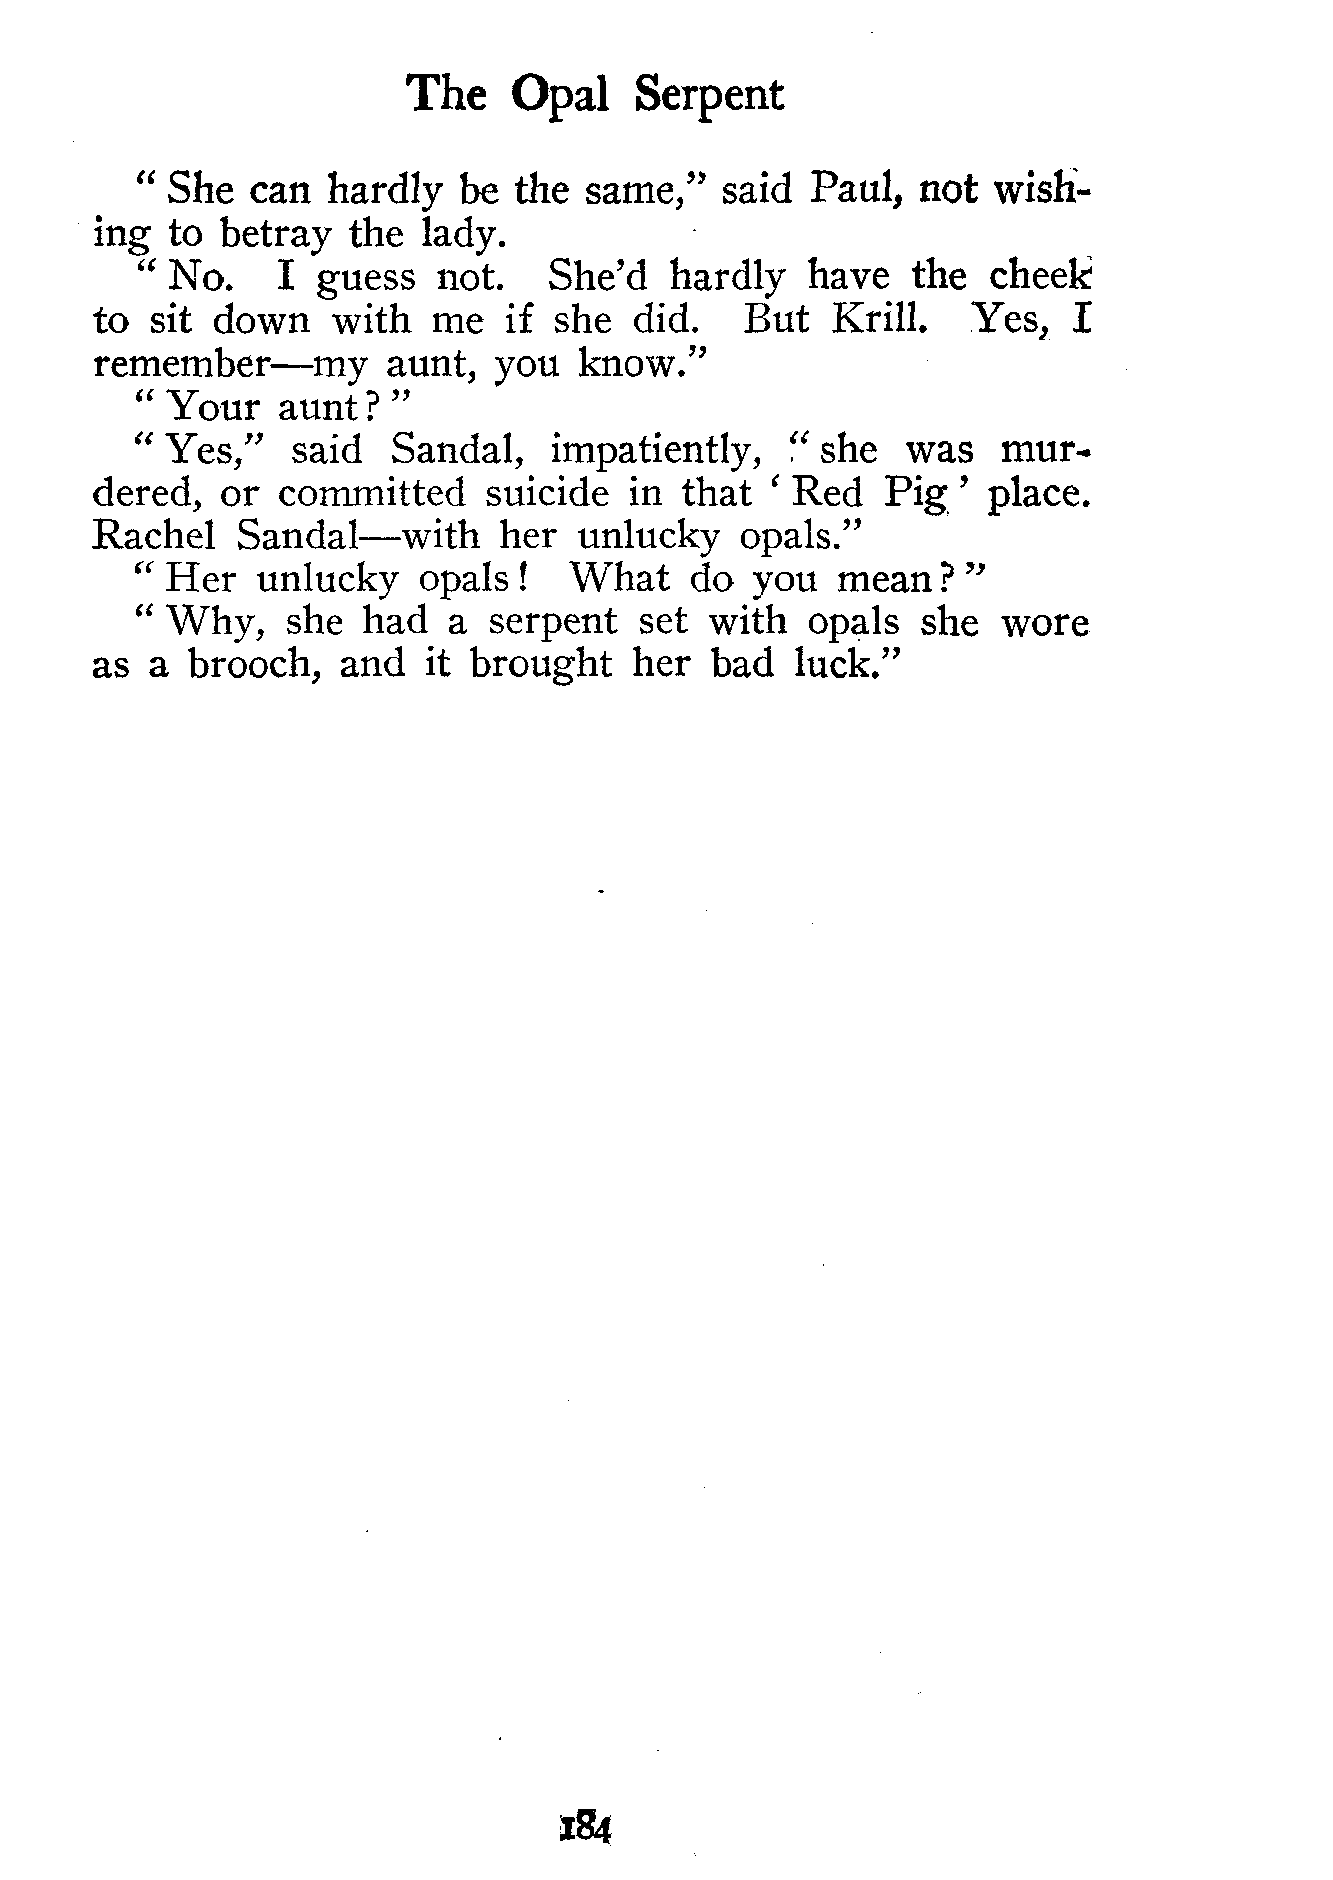 The Opal Serpent
“ She can hardly be the same,” said Paul, not wish-
ing to betray the lady.
“ No. I guess not. She’d hardly have the cheek
to sit down with me if she did. But Krill. Yes, I
remember—my aunt, you know.”
“ Your aunt? ”
“ Yes,” said Sandal, impatiently, “ she was mur-
dered, or committed suicide in that ‘ Red Pig ’ place.
Rachel Sandal—with her unlucky opals.”
“ Her unlucky opals! What do you mean? ”
“ Why, she had a serpent set with opals she wore
as a brooch, and it brought her bad luck.”
184